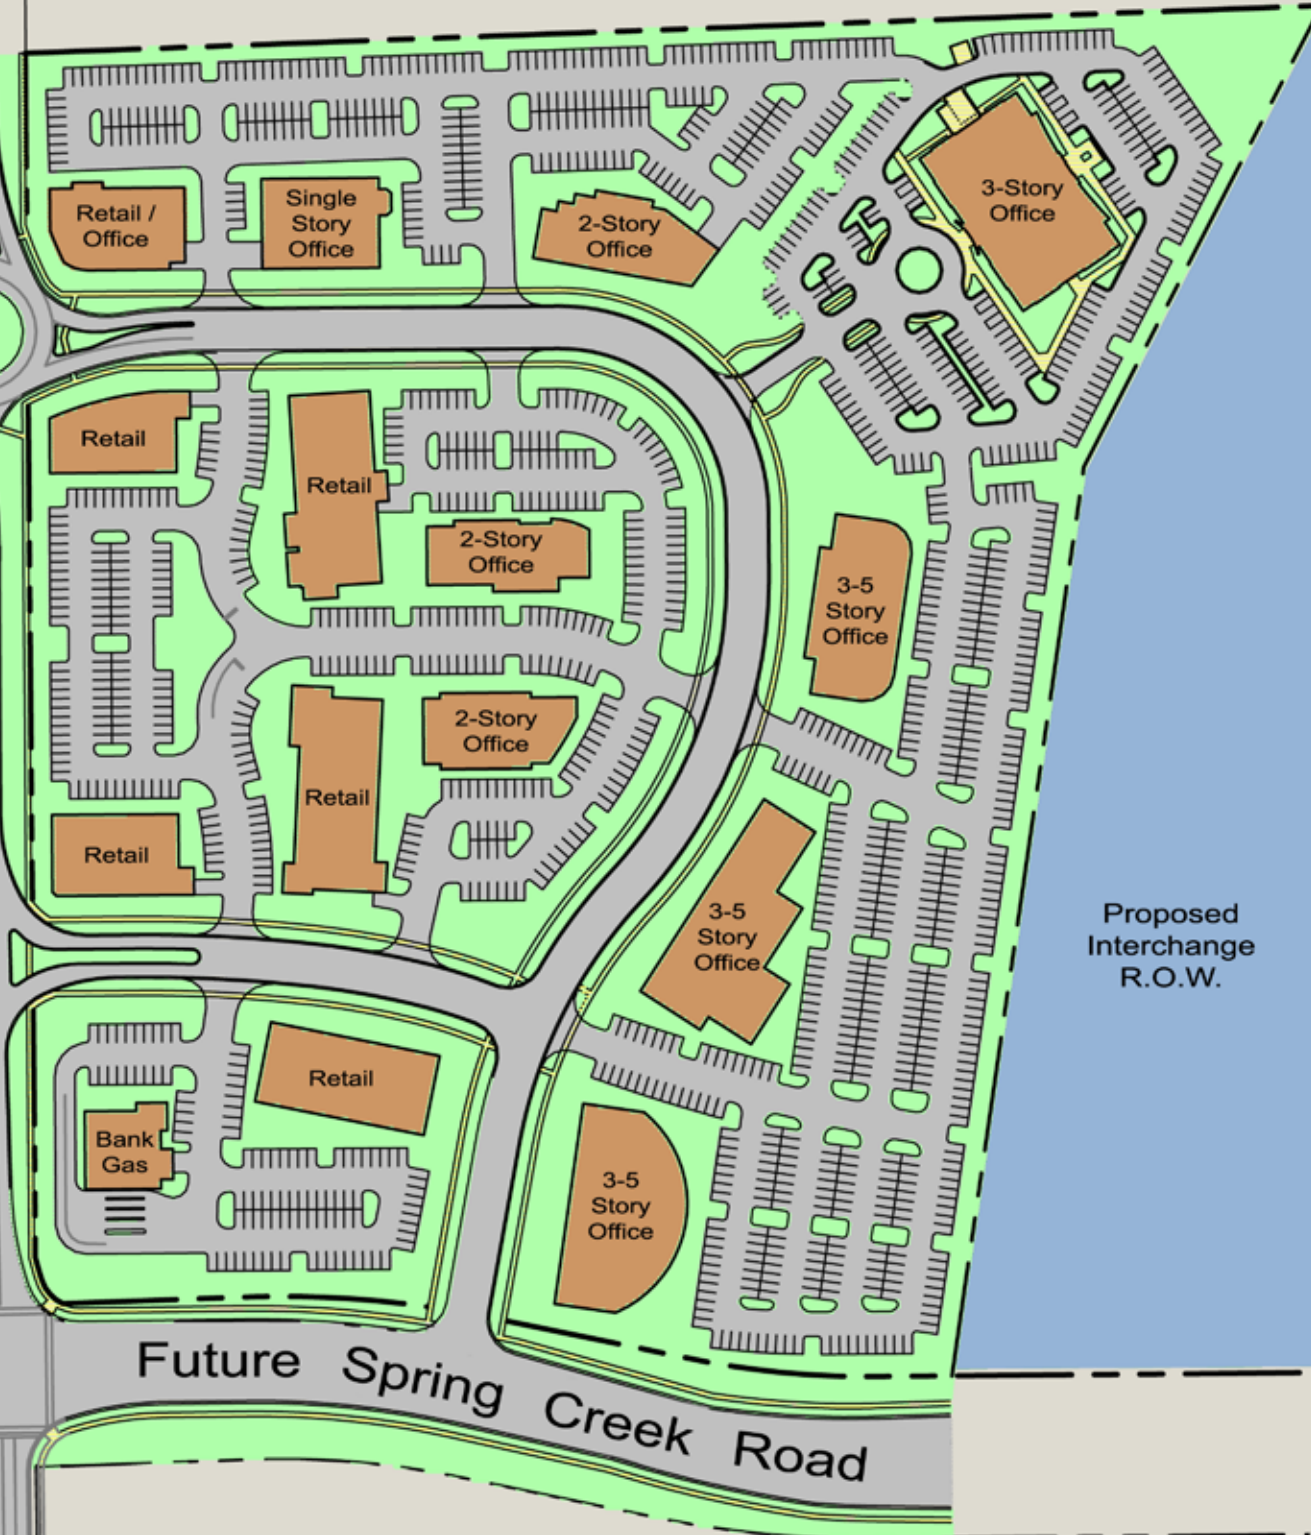 Retail /
Office
Single
Story
Office
2-Story
Office
3-Story
Office
Retail
Retail
2-Story
Office
3-5
Story
Office
2-Story
Office
Retail
Retail
3-5
Story
Office
Proposed
Interchange
R.O.W.
Retail
Bank
Gas
3-5
Story
Office
Future Spring Creek Road